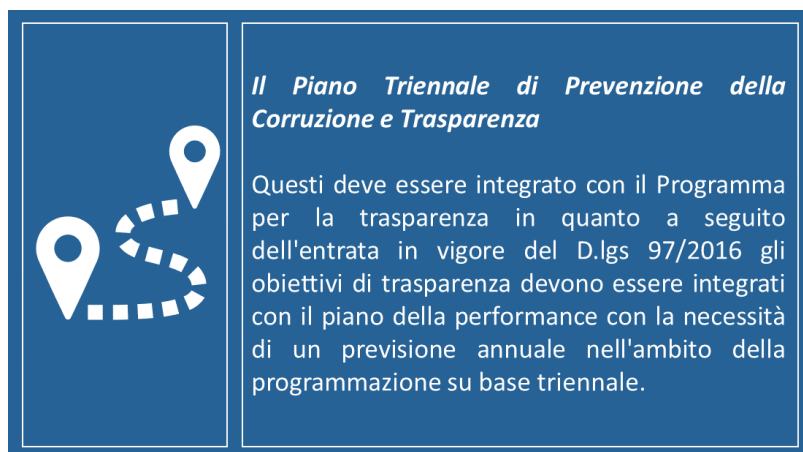 Il Piano Triennale di Prevenzione della
Corruzione e Trasparenza
Questi deve essere integrato con il Programma
per la trasparenza in quanto a seguito
dell'entrata in vigore del D.lgs 97/2016 gli
obiettivi di trasparenza devono essere integrati
con il piano della performance con la necessità
di un previsione annuale nell'ambito della
programmazione su base triennale.